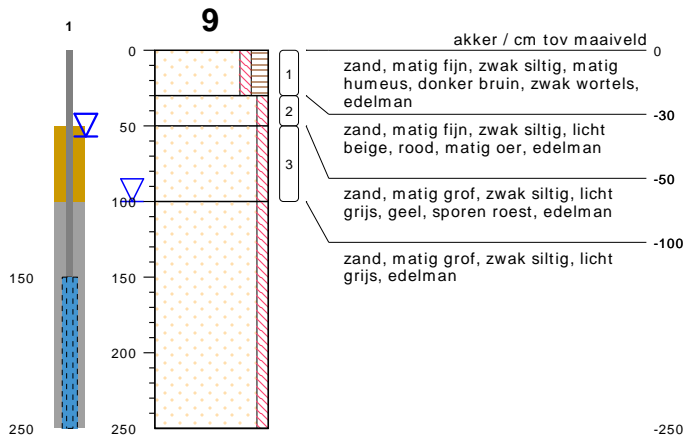 1
9
akker / cm tov maaiveld
0
0
1
zand, matig fijn, zwak siltig, matig
humeus, donker bruin, zwak wortels,
edelman
-30
2
zand, matig fijn, zwak siltig, licht
beige, rood, matig oer, edelman
50
-50
3
zand, matig grof, zwak siltig, licht
grijs, geel, sporen roest, edelman
100
-100
zand, matig grof, zwak siltig, licht
grijs, edelman
150
150
200
250
250
-250